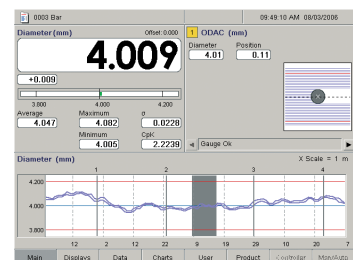 0003 Bar
09:49:10 AM 08/03/2006
Diameter (mm)
Offset: 0.000
4.009
+0.009
3.800 4.000 4.200
Average Maximum σ
4.047 4.082 0.0228
Minimum CpK
4.005 2.2239
1 ODAC (mm)
Diameter Position
4.01 0.11
Gauge Ok
Diameter (mm)
X Scale = 1 m
1 2 3 4
4.200
4.000
3.800
12 2 12 22 9 19 29 10 20 7
Main Displays Data Charts User Product Controller Man/Auto